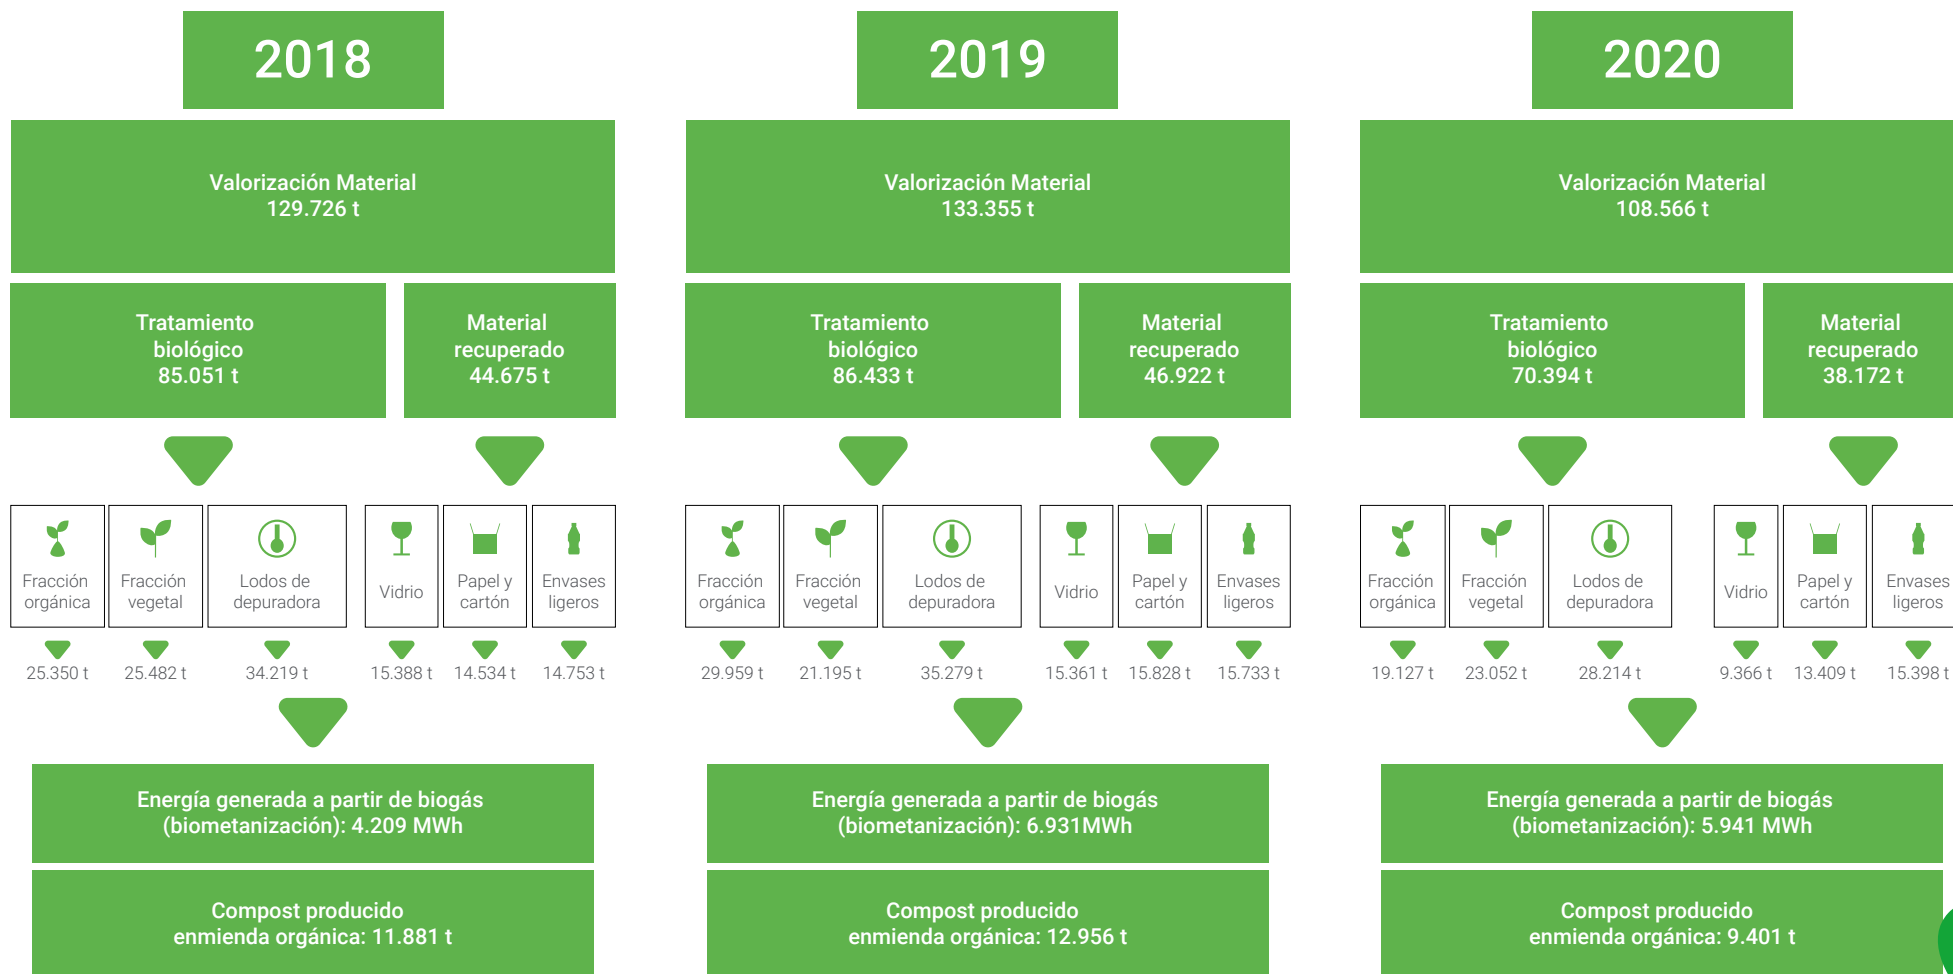 2018
Valorización Material
129.726 t
Tratamiento
biológico
85.051 t
Material
recuperado
44.675 t
Fracción
orgánica
Fracción
vegetal
Lodos de
depuradora
Vidrio
Papel y
cartón
Envases
ligeros
25.350 t
25.482 t
34.219 t
15.388 t
14.534 t
14.753 t
Energía generada a partir de biogás
(biometanización): 4.209 MWh
Compost producido
enmienda orgánica: 11.881 t
2019
Valorización Material
133.355 t
Tratamiento
biológico
86.433 t
Material
recuperado
46.922 t
Fracción
orgánica
Fracción
vegetal
Lodos de
depuradora
Vidrio
Papel y
cartón
Envases
ligeros
29.959 t
21.195 t
35.279 t
15.361 t
15.828 t
15.733 t
Energía generada a partir de biogás
(biometanización): 6.931MWh
Compost producido
enmienda orgánica: 12.956 t
2020
Valorización Material
108.566 t
Tratamiento
biológico
70.394 t
Material
recuperado
38.172 t
Fracción
orgánica
Fracción
vegetal
Lodos de
depuradora
Vidrio
Papel y
cartón
Envases
ligeros
19.127 t
23.052 t
28.214 t
9.366 t
13.409 t
15.398 t
Energía generada a partir de biogás
(biometanización): 5.941 MWh
Compost producido
enmienda orgánica: 9.401 t